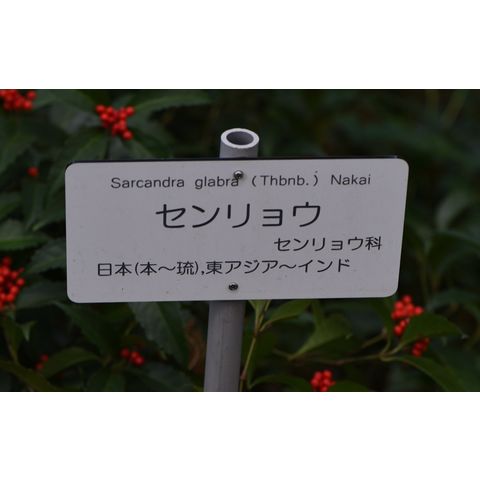 Sarcandra glabra (Thbnb.) Nakai
センリョウ
センリョウ科
日本(本～琉),東アジア～インド